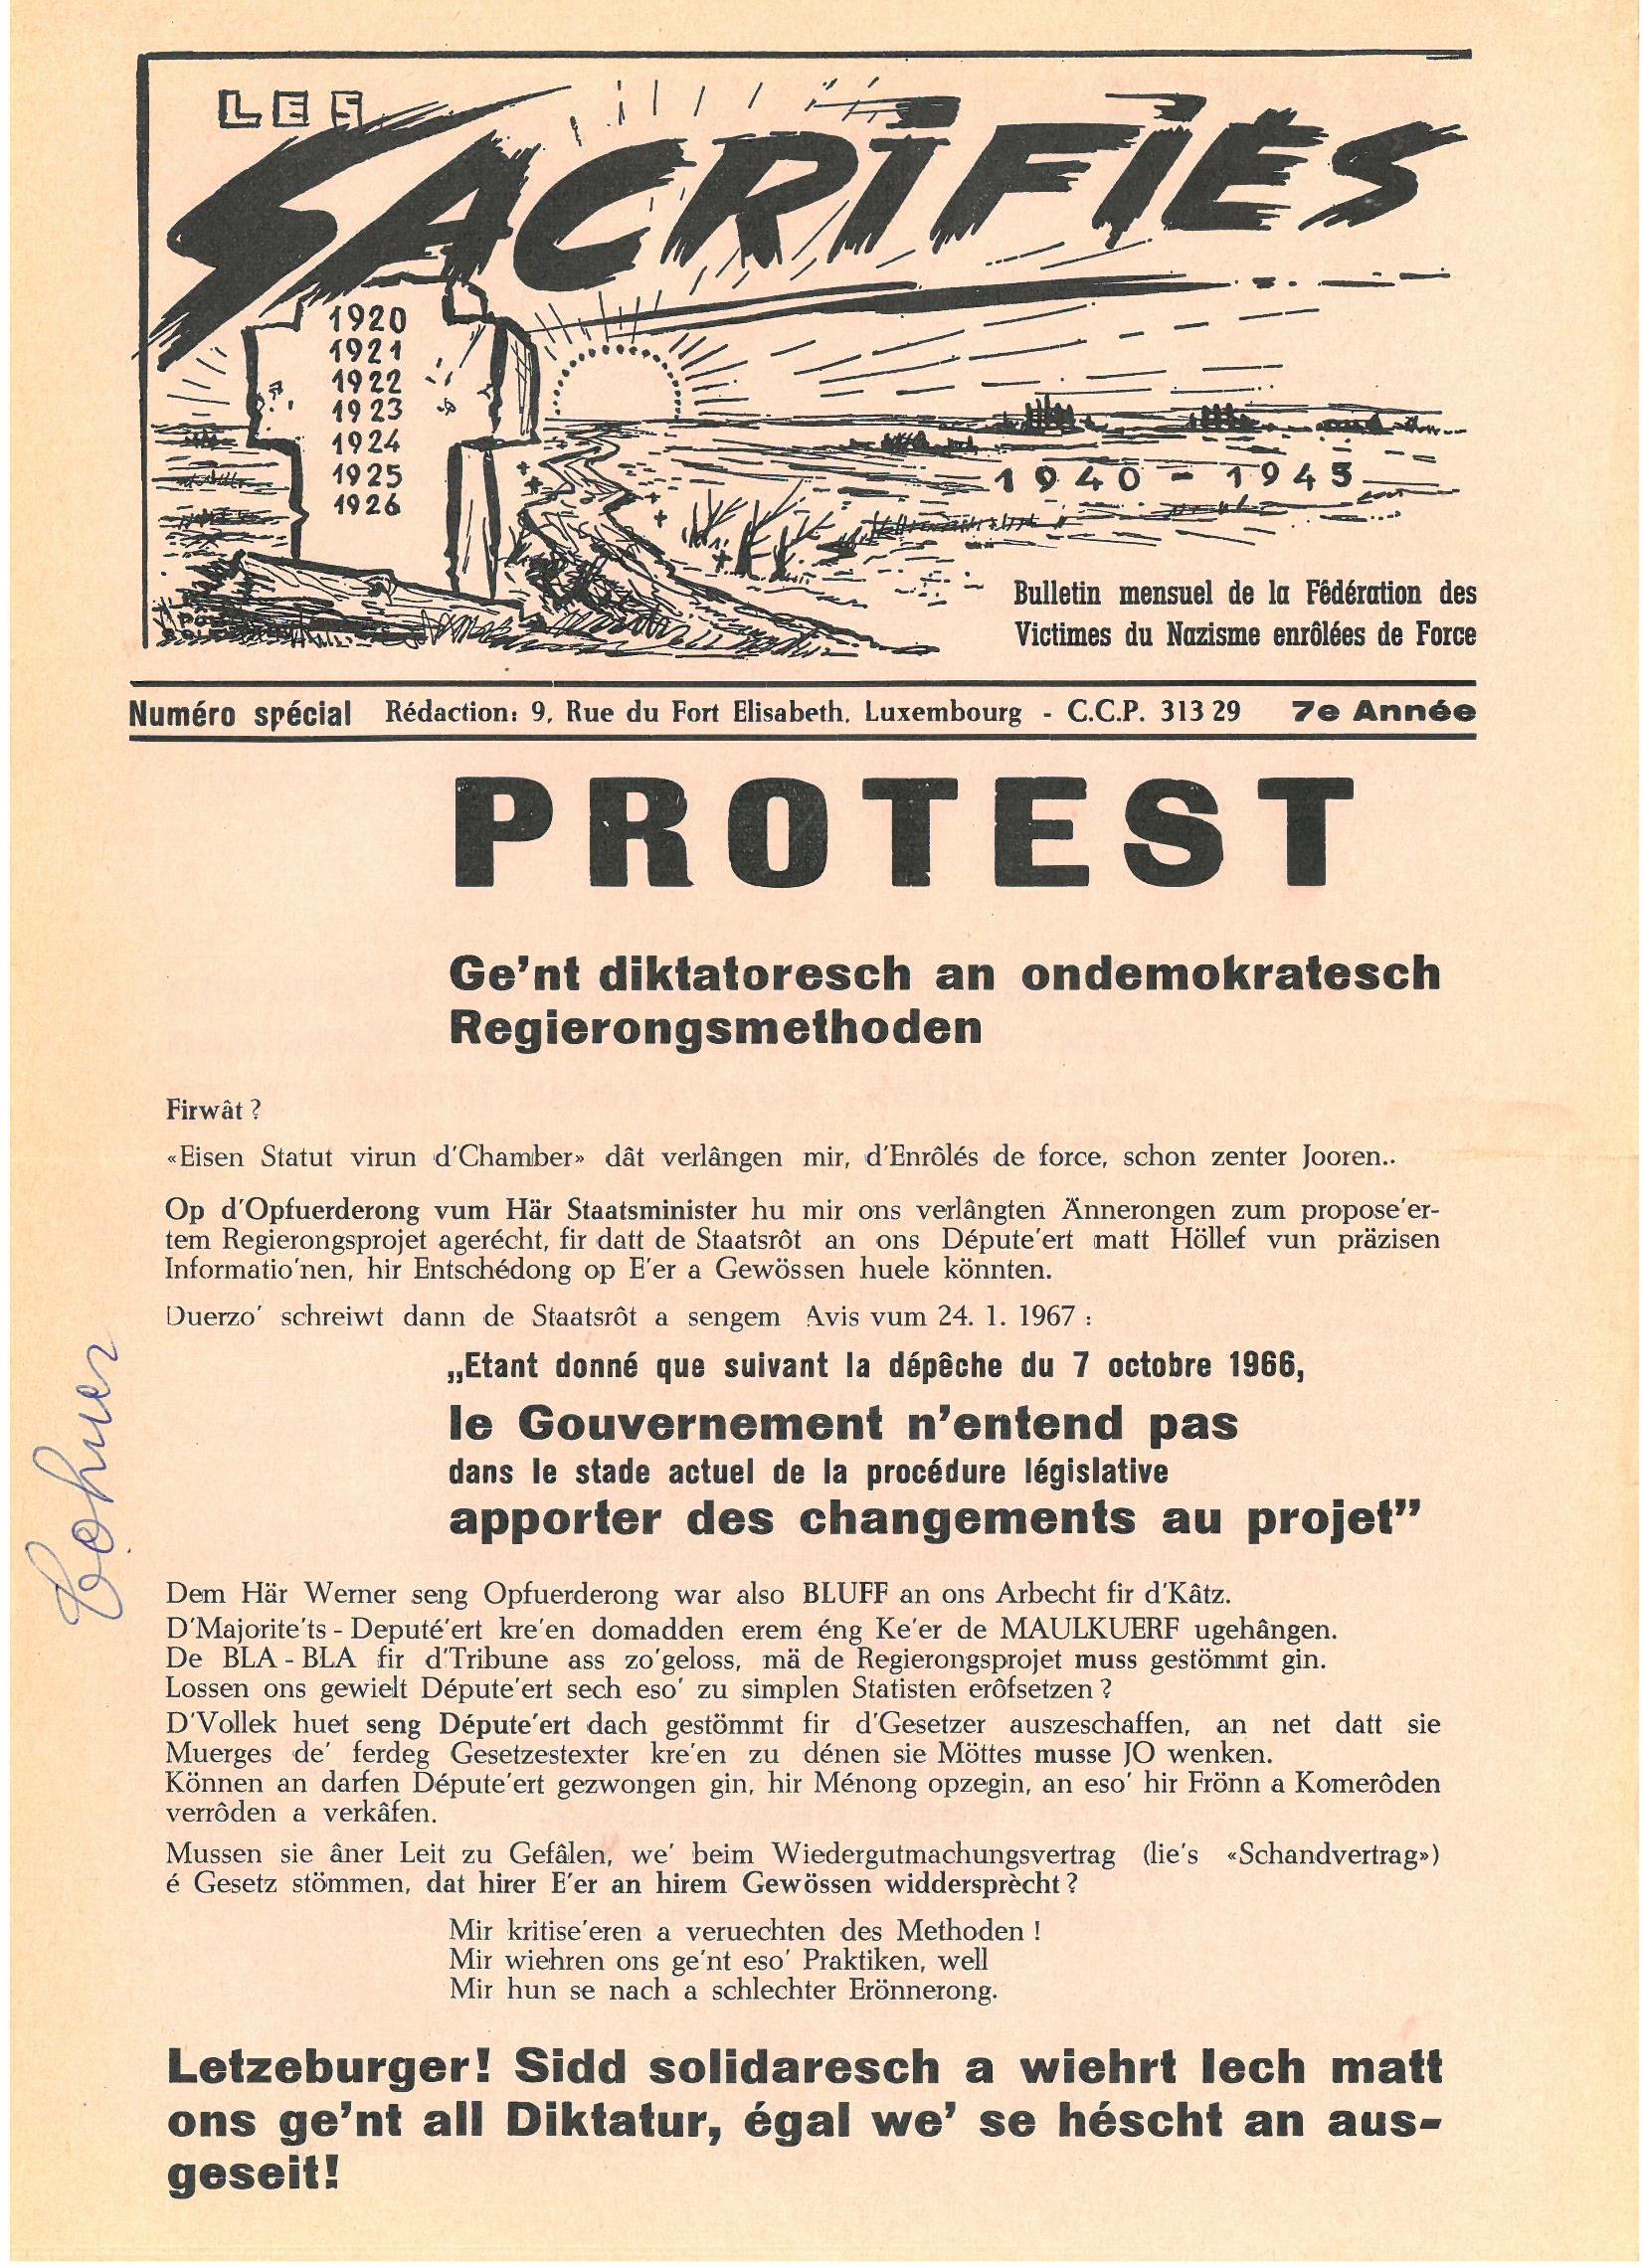 LES
SACRIFIÉS
1920
1921
1922
1923
1924
1925
1926
1940 - 1945
Bulletin mensuel de la Fêdération des
Victimes du Nazisme enrôlées de Force
Numéro spécial Rédaction: 9, Rue du Fort Elisabeth. Luxembourg - C.C.P. 313 29 7e Année
PROTEST
Ge'nt diktatoresch an ondemokratesch
Regierongsmethoden
Firwât ?
«Eisen Statut virun d'Chamber» dât verlângen mir, d'Enrôlés de force, schon zenter Jooren..
Op d'Opfuerderong vum Här Staatsminister hu mir ons verlângten Ännerongen zum propose'er-
tem Regierongsprojet agerécht, fir datt de Staatsrôt an ons Députe'ert matt Höllef vun präzisen
Informatio'nen, hir Entschédong op E'er a Gewössen huele könnten.
Duerzo' schreiwt dann de Staatsrôt a sengem Avis vum 24. 1. 1967 :
„Etant donné que suivant la dépêche du 7 octobre 1966,
le Gouvernement n'entend pas
dans le stade actuel de la procédure législative
apporter des changements au projet”
Dem Här Werner seng Opfuerderong war also BLUFF an ons Arbecht fir d'Kâtz.
D'Majorite'ts - Deputé'ert kre'en domadden erem éng Ke'er de MAULKUERF ugehângen.
De BLA - BLA fir d'Tribune ass zo'geloss, mä de Regierongsprojet muss gestömmt gin.
Lossen ons gewielt Députe'ert sech eso' zu simplen Statisten erôfsetzen ?
D'Vollek huet seng Députe'ert dach gestömmt fir d'Gesetzer auszeschaffen, an net datt sie
Muerges de' ferdeg Gesetzestexter kre'en zu dénen sie Möttes musse JO wenken.
Können an darfen Députe'ert gezwongen gin, hir Ménong opzegin, an eso' hir Frönn a Komerôden
verrôden a verkâfen.
Mussen sie âner Leit zu Gefâlen, we' beim Wiedergutmachungsvertrag (lie's «Schandvertrag»)
é Gesetz stömmen, dat hirer E'er an hirem Gewössen widdersprècht ?
Mir kritise'eren a veruechten des Methoden !
Mir wiehren ons ge'nt eso' Praktiken, well
Mir hun se nach a schlechter Erönnerong.
Letzeburger! Sidd solidaresch a wiehrt Iech matt
ons ge'nt all Diktatur, égal we' se héscht an aus-
geseit!